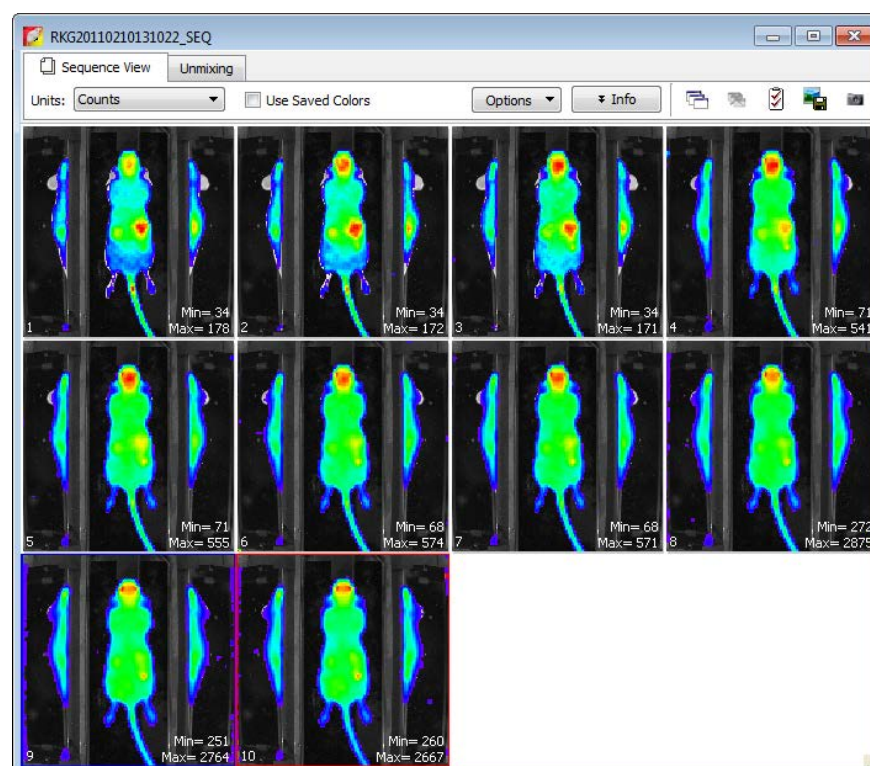 RKG20110210131022_SEQ
Sequence View
Unmixing
Units: Counts
Use Saved Colors
Options
Info
Min= 34
1 Max= 178
Min= 34
2 Max= 172
Min= 34
3 Max= 171
Min= 71
4 Max= 541
Min= 71
5 Max= 555
Min= 68
6 Max= 574
Min= 68
7 Max= 571
Min= 272
8 Max= 2875
Min= 251
9 Max= 2764
Min= 260
10 Max= 2667